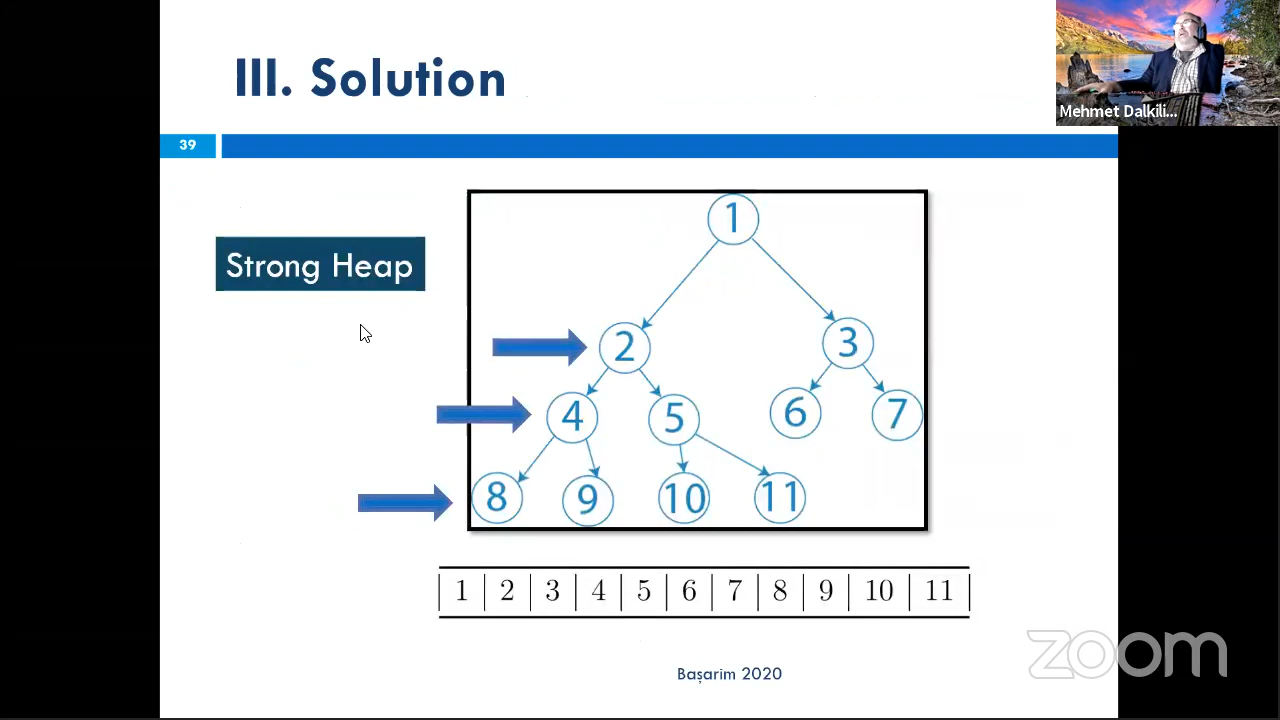 III. Solution
Mehmet Dalkili...
39
Strong Heap
1
2 3
4 5 6 7
8 9 10 11
1 2 3 4 5 6 7 8 9 10 11
zoom
Başarim 2020